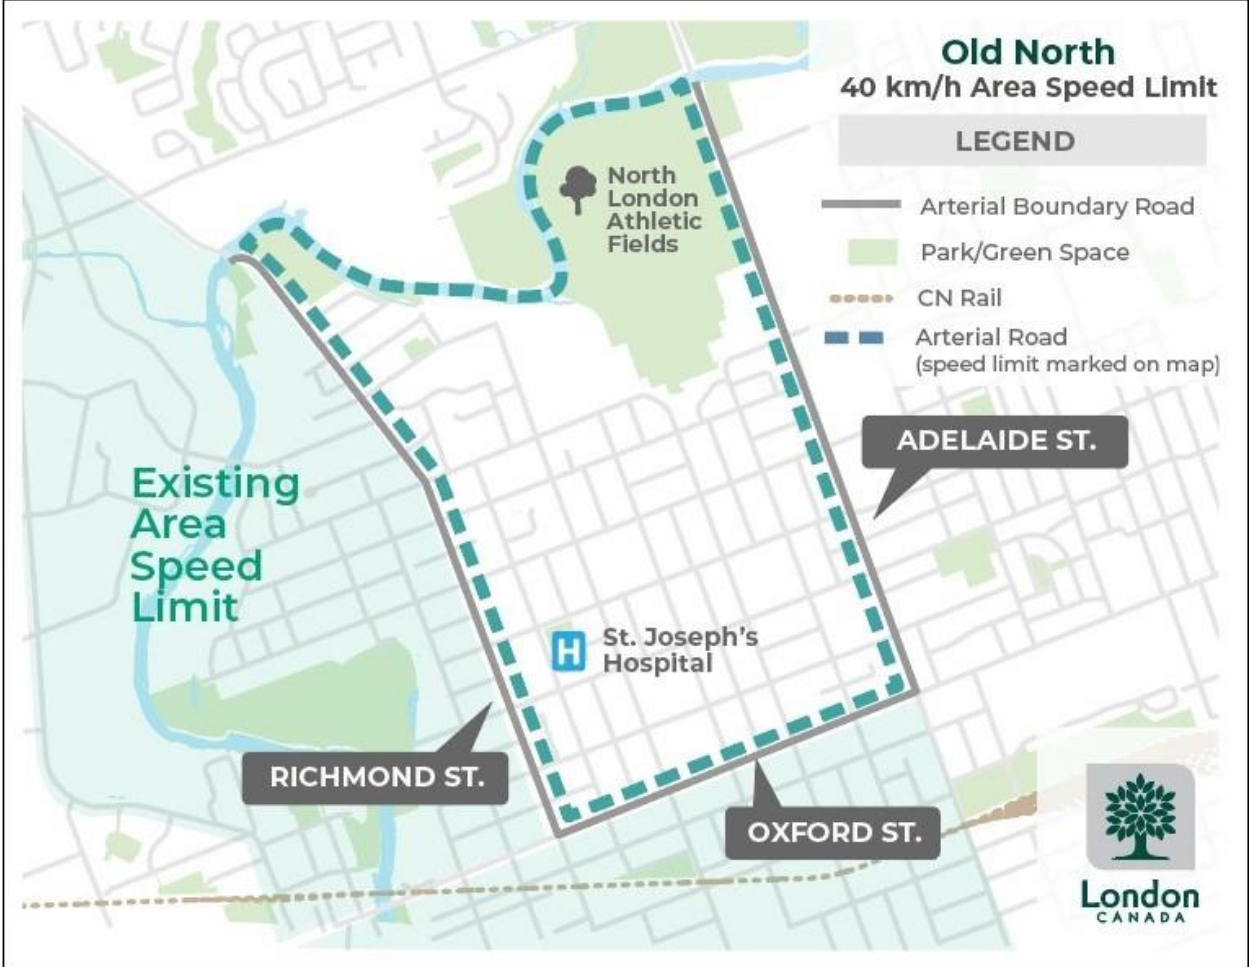 Old North
40 km/h Area Speed Limit
LEGEND
Arterial Boundary Road
Park/Green Space
CN Rail
Arterial Road
(speed limit marked on map)
North
London
Athletic
Fields
ADELAIDE ST.
Existing
Area
Speed
Limit
H
St. Joseph's
Hospital
RICHMOND ST.
OXFORD ST.
London
CANADA